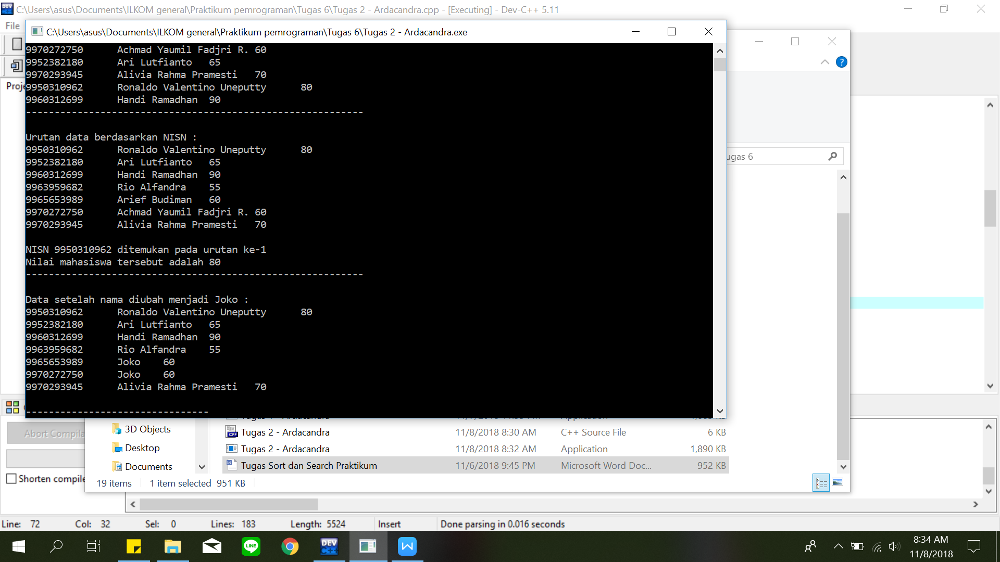 C:\Users\asus\Documents\ILKOM general\Praktikum pemrograman\Tugas 6\Tugas 2 - Ardacandra.cpp - [Executing] - Dev-C++ 5.11
File
C:\Users\asus\Documents\ILKOM general\Praktikum pemrograman\Tugas 6\Tugas 2 - Ardacandra.exe
Proje
9970272750      Achmad Yaumil Fadjri R. 60
9952382180      Ari Lutfianto   65
9970293945      Alivia Rahma Pramesti   70
9950310962      Ronaldo Valentino Uneputty      80
9960312699      Handi Ramadhan  90
-----------------------------------------------------------
Urutan data berdasarkan NISN :
9950310962      Ronaldo Valentino Uneputty      80
9952382180      Ari Lutfianto   65
9960312699      Handi Ramadhan  90
9963959682      Rio Alfandra    55
9965653989      Arief Budiman   60
9970272750      Achmad Yaumil Fadjri R. 60
9970293945      Alivia Rahma Pramesti   70
NISN 9950310962 ditemukan pada urutan ke-1
Nilai mahasiswa tersebut adalah 80
-----------------------------------------------------------
Data setelah nama diubah menjadi Joko :
9950310962      Ronaldo Valentino Uneputty      80
9952382180      Ari Lutfianto   65
9960312699      Handi Ramadhan  90
9963959682      Rio Alfandra    55
9965653989      Joko    60
9970272750      Joko    60
9970293945      Alivia Rahma Pramesti   70
--------------------------------
ugas 6
?
Abort Compila
Shorten compile
3D Objects
Desktop
Documents
Tugas 2 - Ardacandra 11/8/2018 8:30 AM C++ Source File 6 KB
Tugas 2 - Ardacandra 11/8/2018 8:32 AM Application 1,890 KB
Tugas Sort dan Search Praktikum 11/6/2018 9:45 PM Microsoft Word Doc... 952 KB
19 items 1 item selected 951 KB
Line: 72 Col: 32 Sel: 0 Lines: 183 Length: 5524 Insert Done parsing in 0.016 seconds
LINE
DEV C++
8:34 AM
11/8/2018